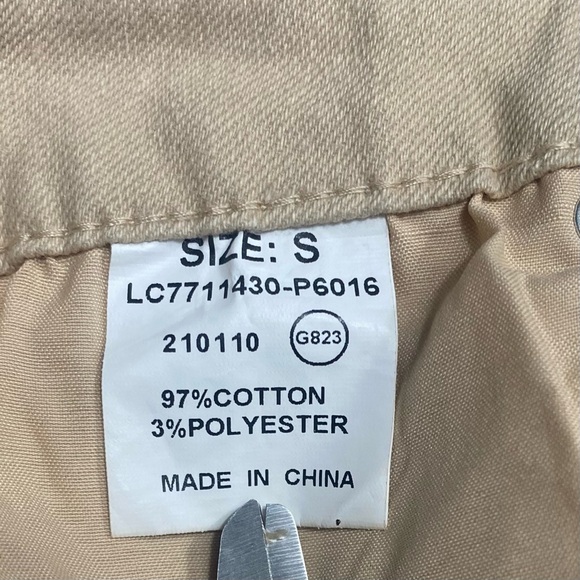 SIZE: S
LC7711430-P6016
210110 G823
97%COTTON
3%POLYESTER
MADE IN CHINA